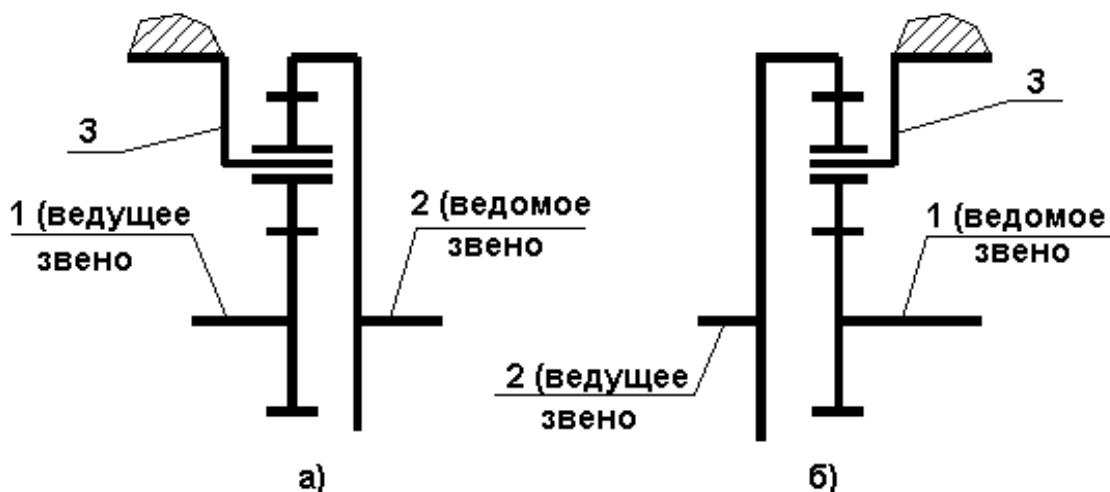 3
3
1 (ведущее
звено
2 (ведомое
звено
1 (ведомое
звено
2 (ведущее
звено
а)
б)